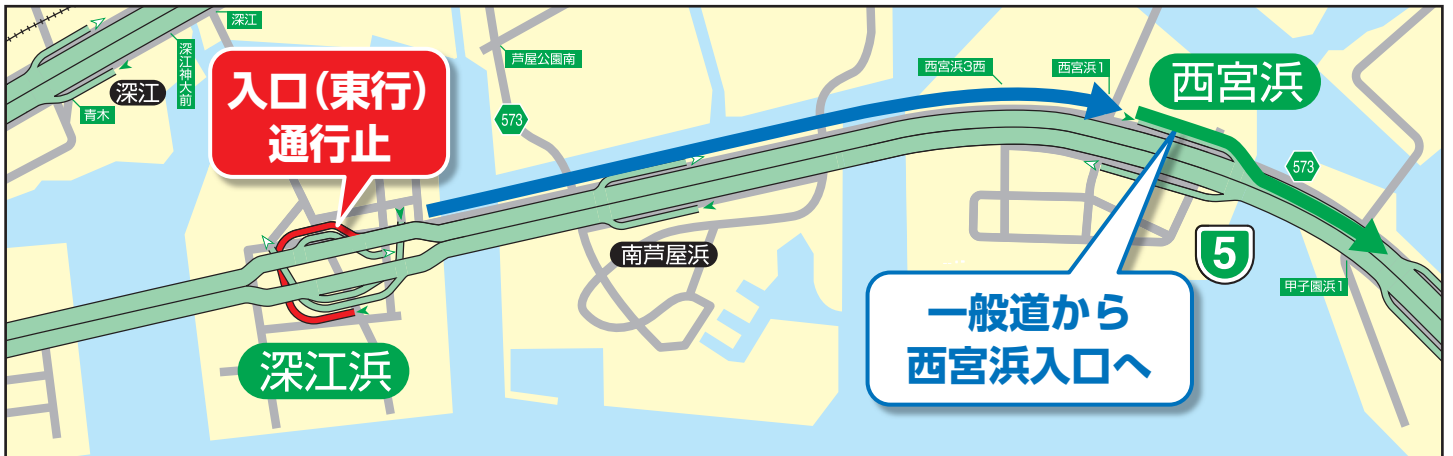 深江
深江神大前
青木
深江
入口（東行）
通行止
芦屋公園南
573
西宮浜3西
西宮浜1
西宮浜
573
5
南芦屋浜
甲子園浜1
一般道から
西宮浜入口へ
深江浜